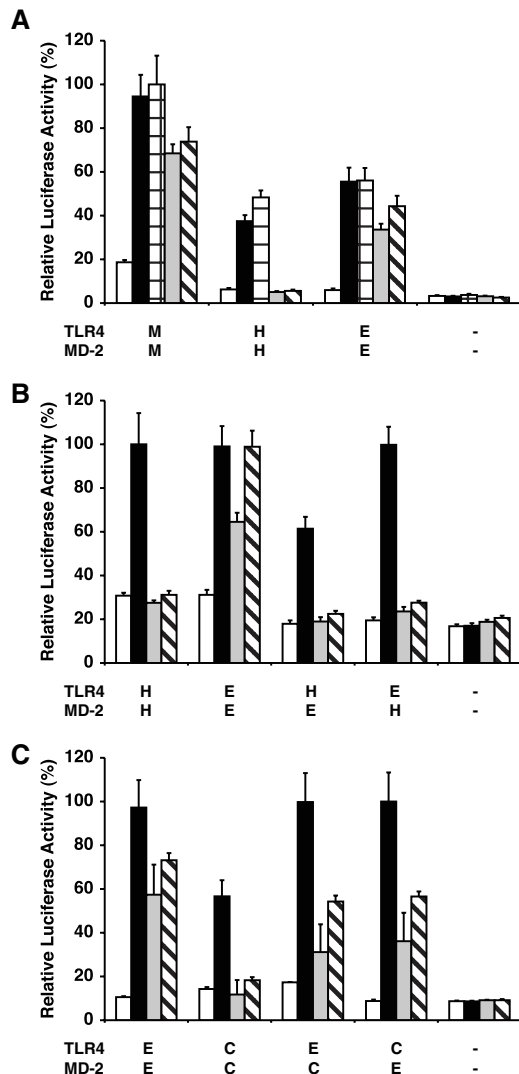 A
Relative Luciferase Activity (%)
120
100
80
60
40
20
0
TLR4 M H E -
MD-2 M H E -
B
Relative Luciferase Activity (%)
120
100
80
60
40
20
0
TLR4 H E H E -
MD-2 H E E H -
C
Relative Luciferase Activity (%)
120
100
80
60
40
20
0
TLR4 E C E C -
MD-2 E C C E -